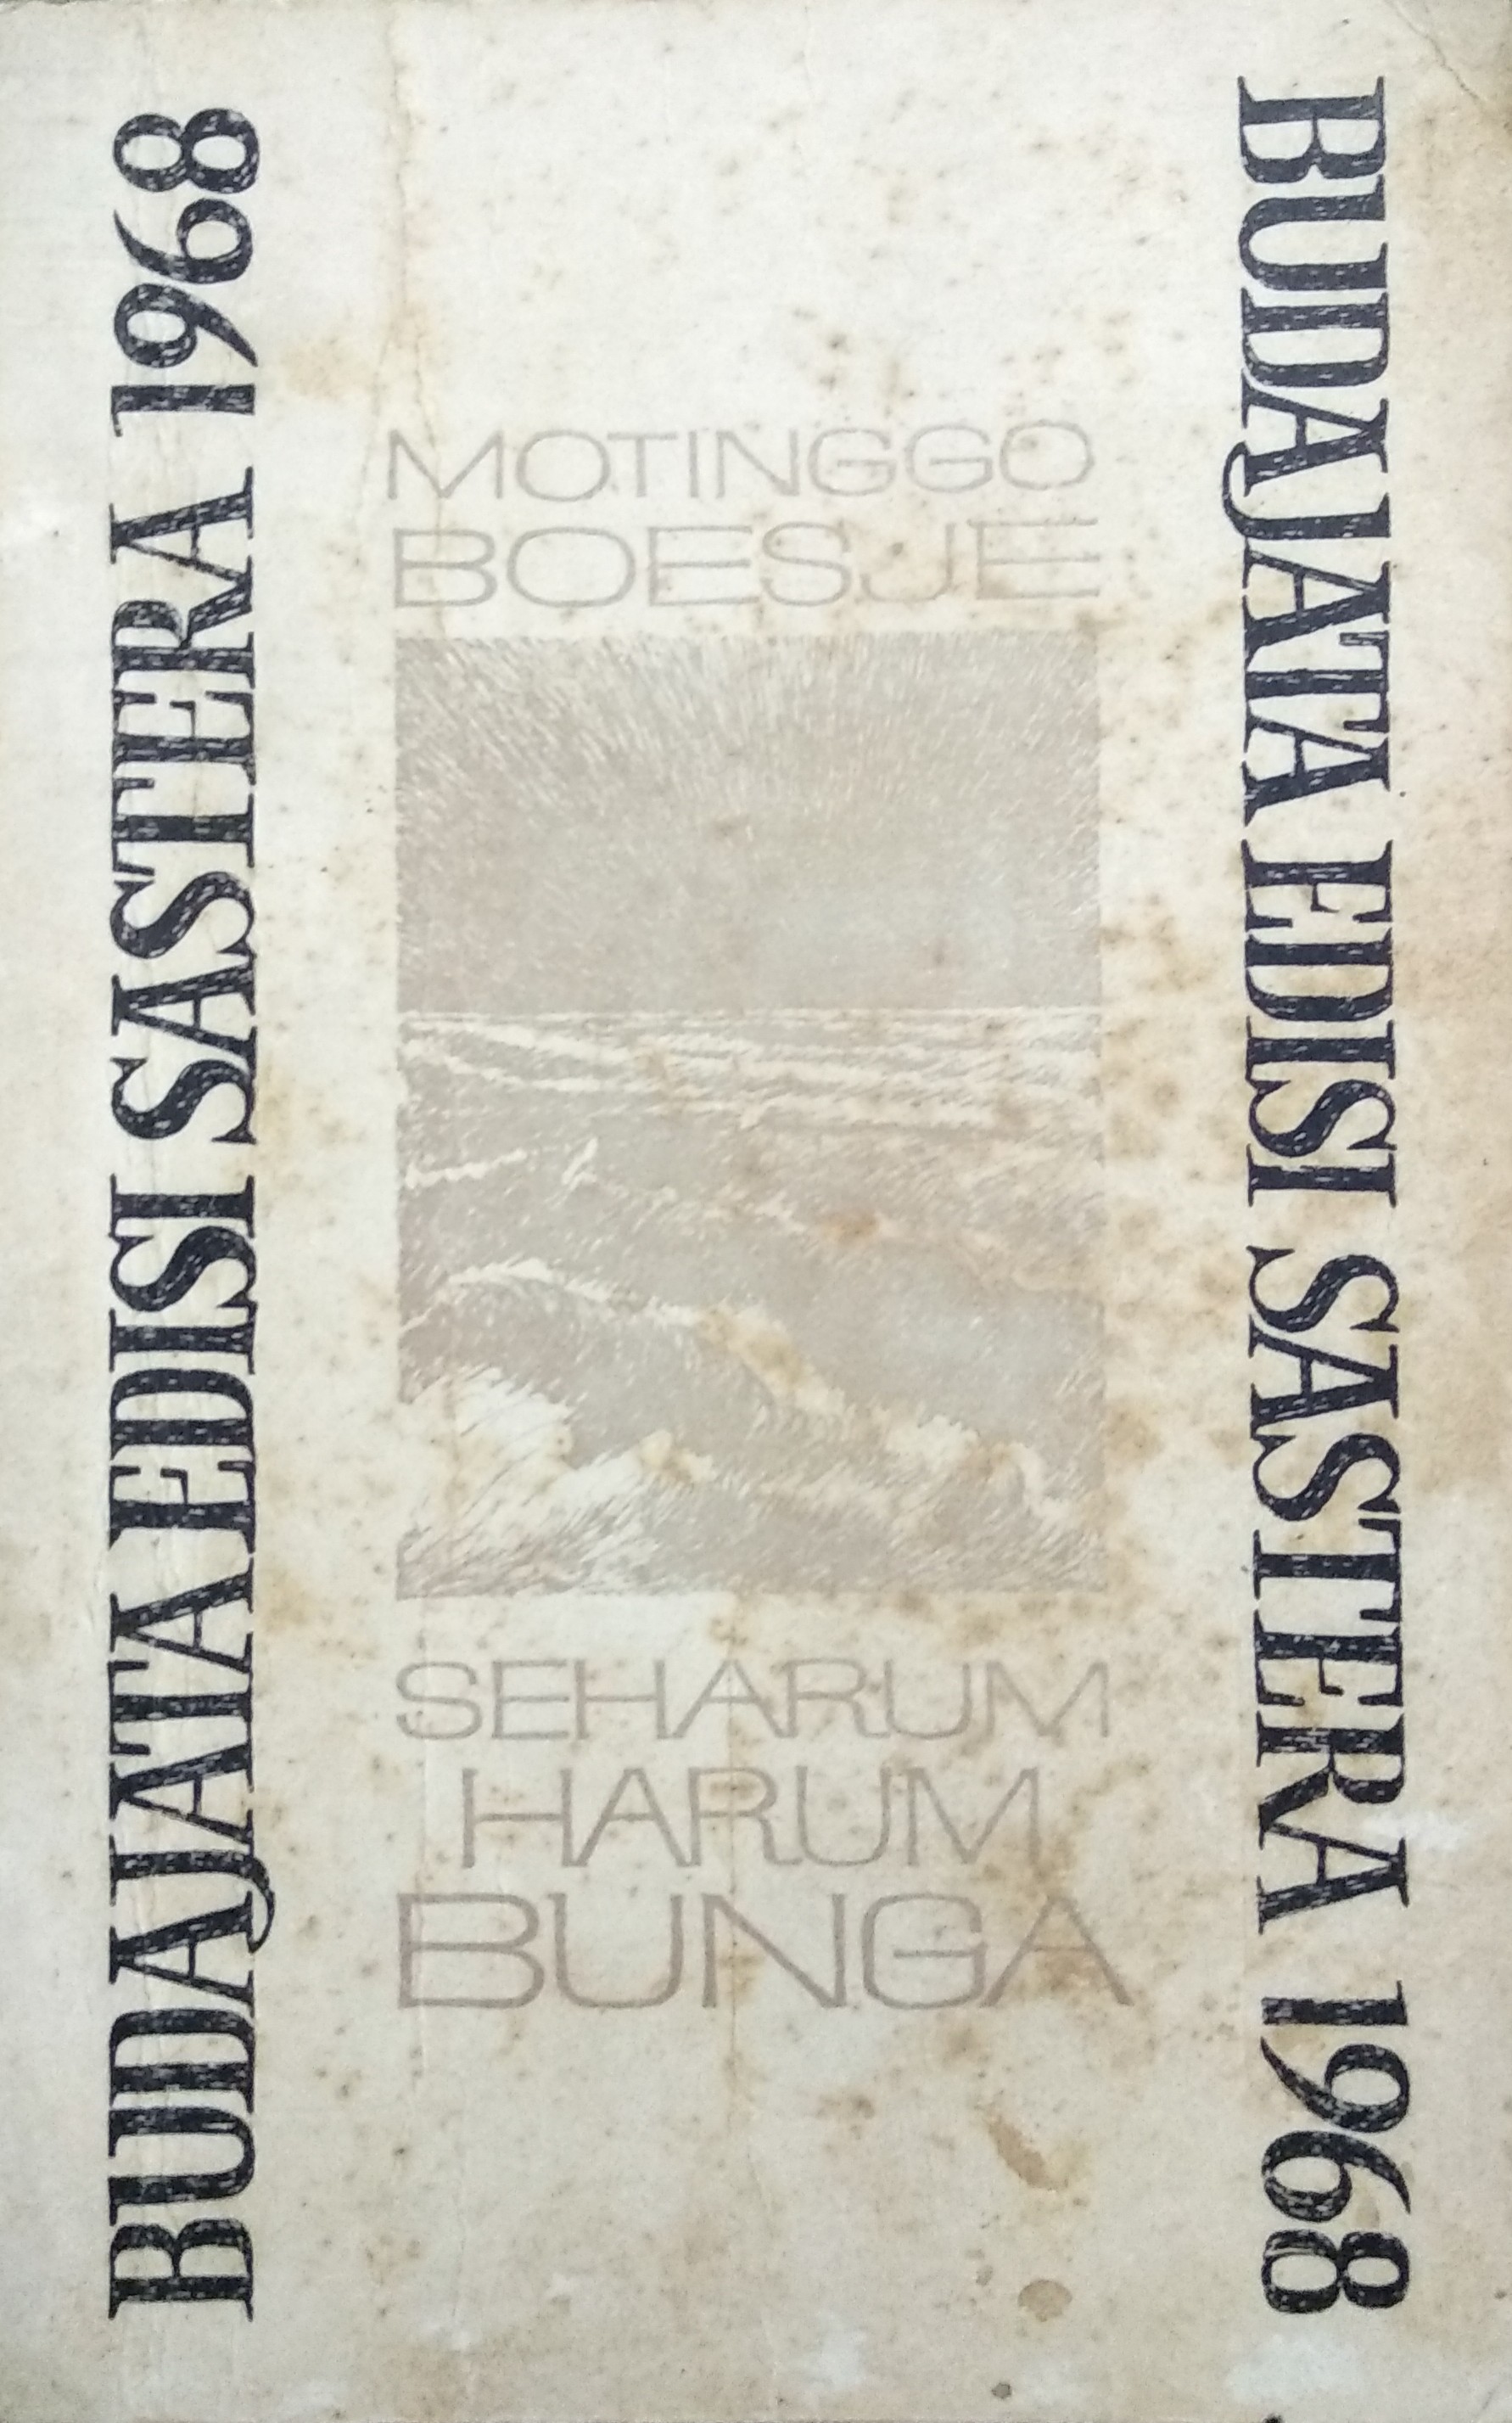 BUDAJATA EDISI SASTERA 1968
MOTINGGO
BOESJE
SEHARUM
HARUM
BUNGA
BUDAJATA EDISI SASTERA 1968